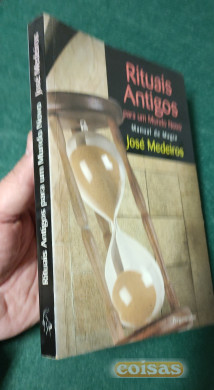 Rituais
Antigos
para um Mundo Novo
Manual de Magia
José Medeiros
Rituais Antigos para um Mundo Novo José Medeiros
coisas